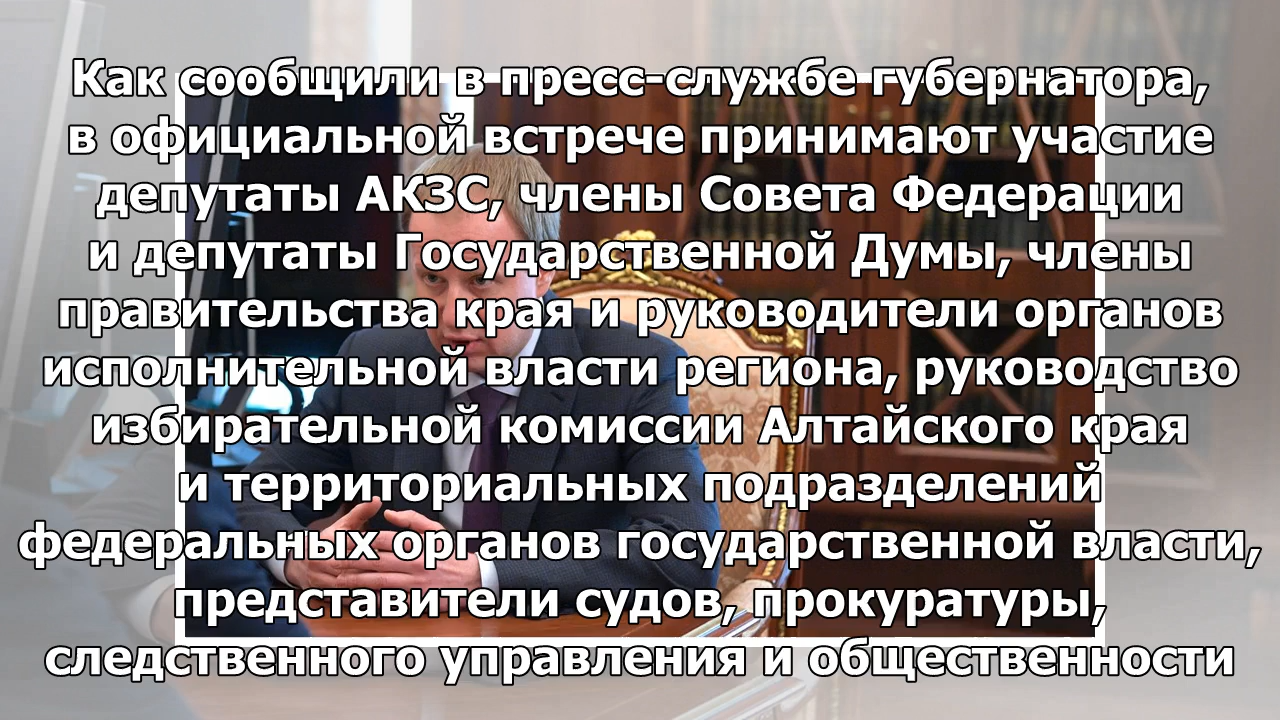 Как сообщили в пресс-службе губернатора,
в официальной встрече принимают участие
депутаты АКЗС, члены Совета Федерации
и депутаты Государственной Думы, члены
правительства края и руководители органов
исполнительной власти региона, руководство
избирательной комиссии Алтайского края
и территориальных подразделений
федеральных органов государственной власти,
представители судов, прокуратуры,
следственного управления и общественности